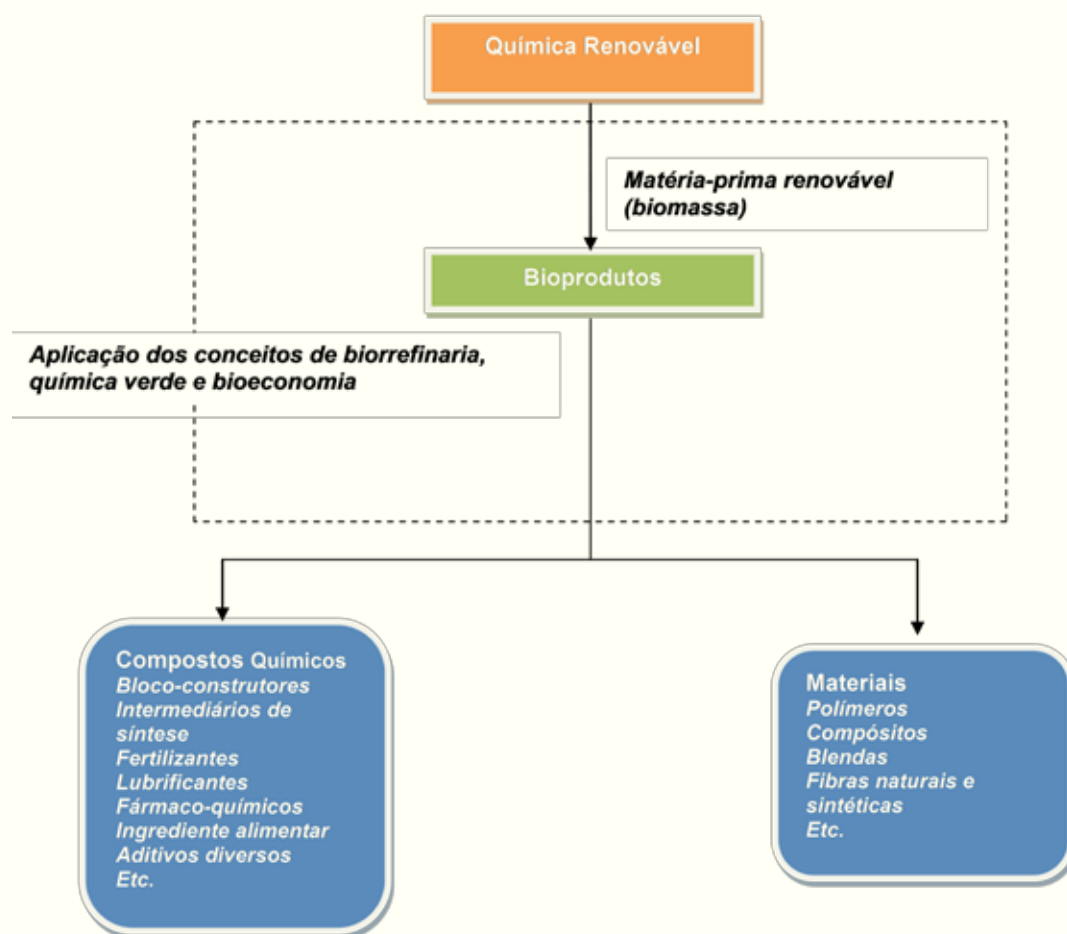 Química Renovável
Matéria-prima renovável
(biomassa)
Bioprodutos
Aplicação dos conceitos de biorrefinaria,
química verde e bioeconomia
Compostos Químicos
Bloco-construtores
Intermediários de
síntese
Fertilizantes
Lubrificantes
Fármaco-químicos
Ingrediente alimentar
Aditivos diversos
Etc.
Materiais
Polímeros
Compósitos
Blendas
Fibras naturais e
sintéticas
Etc.